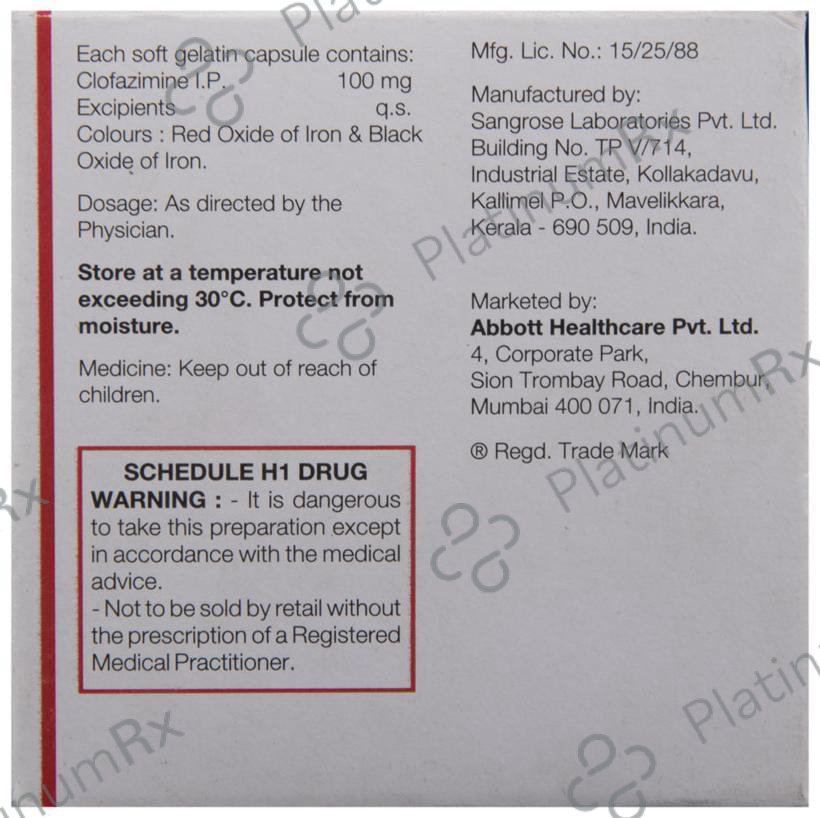 Each soft gelatin capsule contains:
Clofazimine I.P. 100 mg
Excipients q.s.
Colours : Red Oxide of Iron & Black
Oxide of Iron.
Dosage: As directed by the
Physician.
Store at a temperature not
exceeding 30°C. Protect from
moisture.
Medicine: Keep out of reach of
children.
SCHEDULE H1 DRUG
WARNING : - It is dangerous
to take this preparation except
in accordance with the medical
advice.
- Not to be sold by retail without
the prescription of a Registered
Medical Practitioner.
Mfg. Lic. No.: 15/25/88
Manufactured by:
Sangrose Laboratories Pvt. Ltd.
Building No. TP V/714,
Industrial Estate, Kollakadavu,
Kallimel P.O., Mavelikkara,
Kerala - 690 509, India.
Marketed by:
Abbott Healthcare Pvt. Ltd.
4, Corporate Park,
Sion Trombay Road, Chembur,
Mumbai 400 071, India.
® Regd. Trade Mark
Platinum
PlatinumRx
PlatinumRx
Rx
Platin
numRx